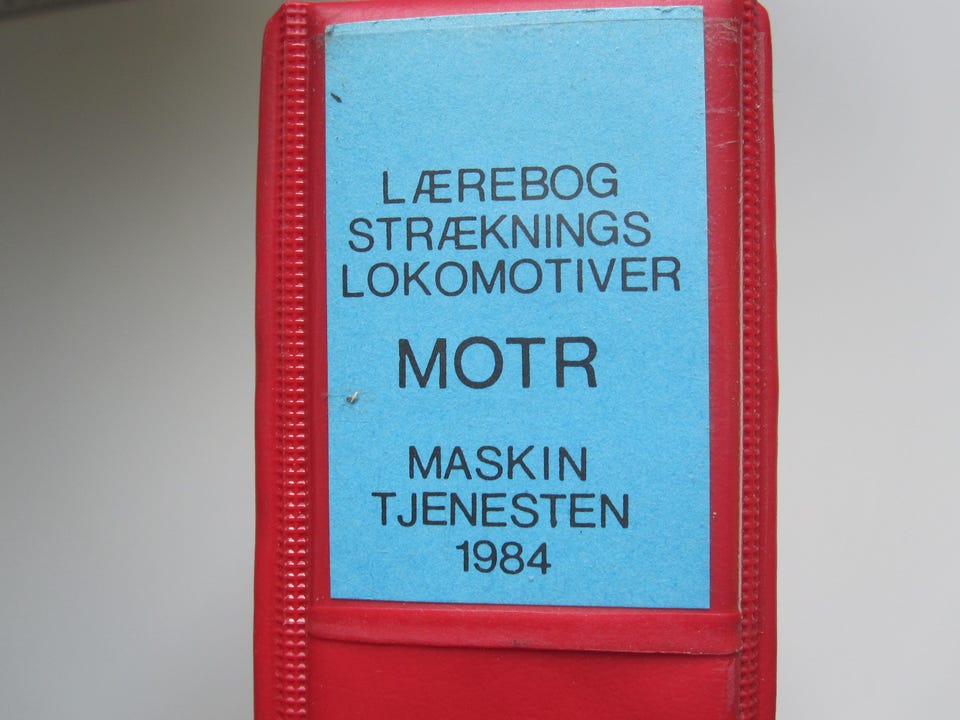 LÆREBOG
STRÆKNINGS
LOKOMOTIVER
MOTR
MASKIN
TJENESTEN
1984